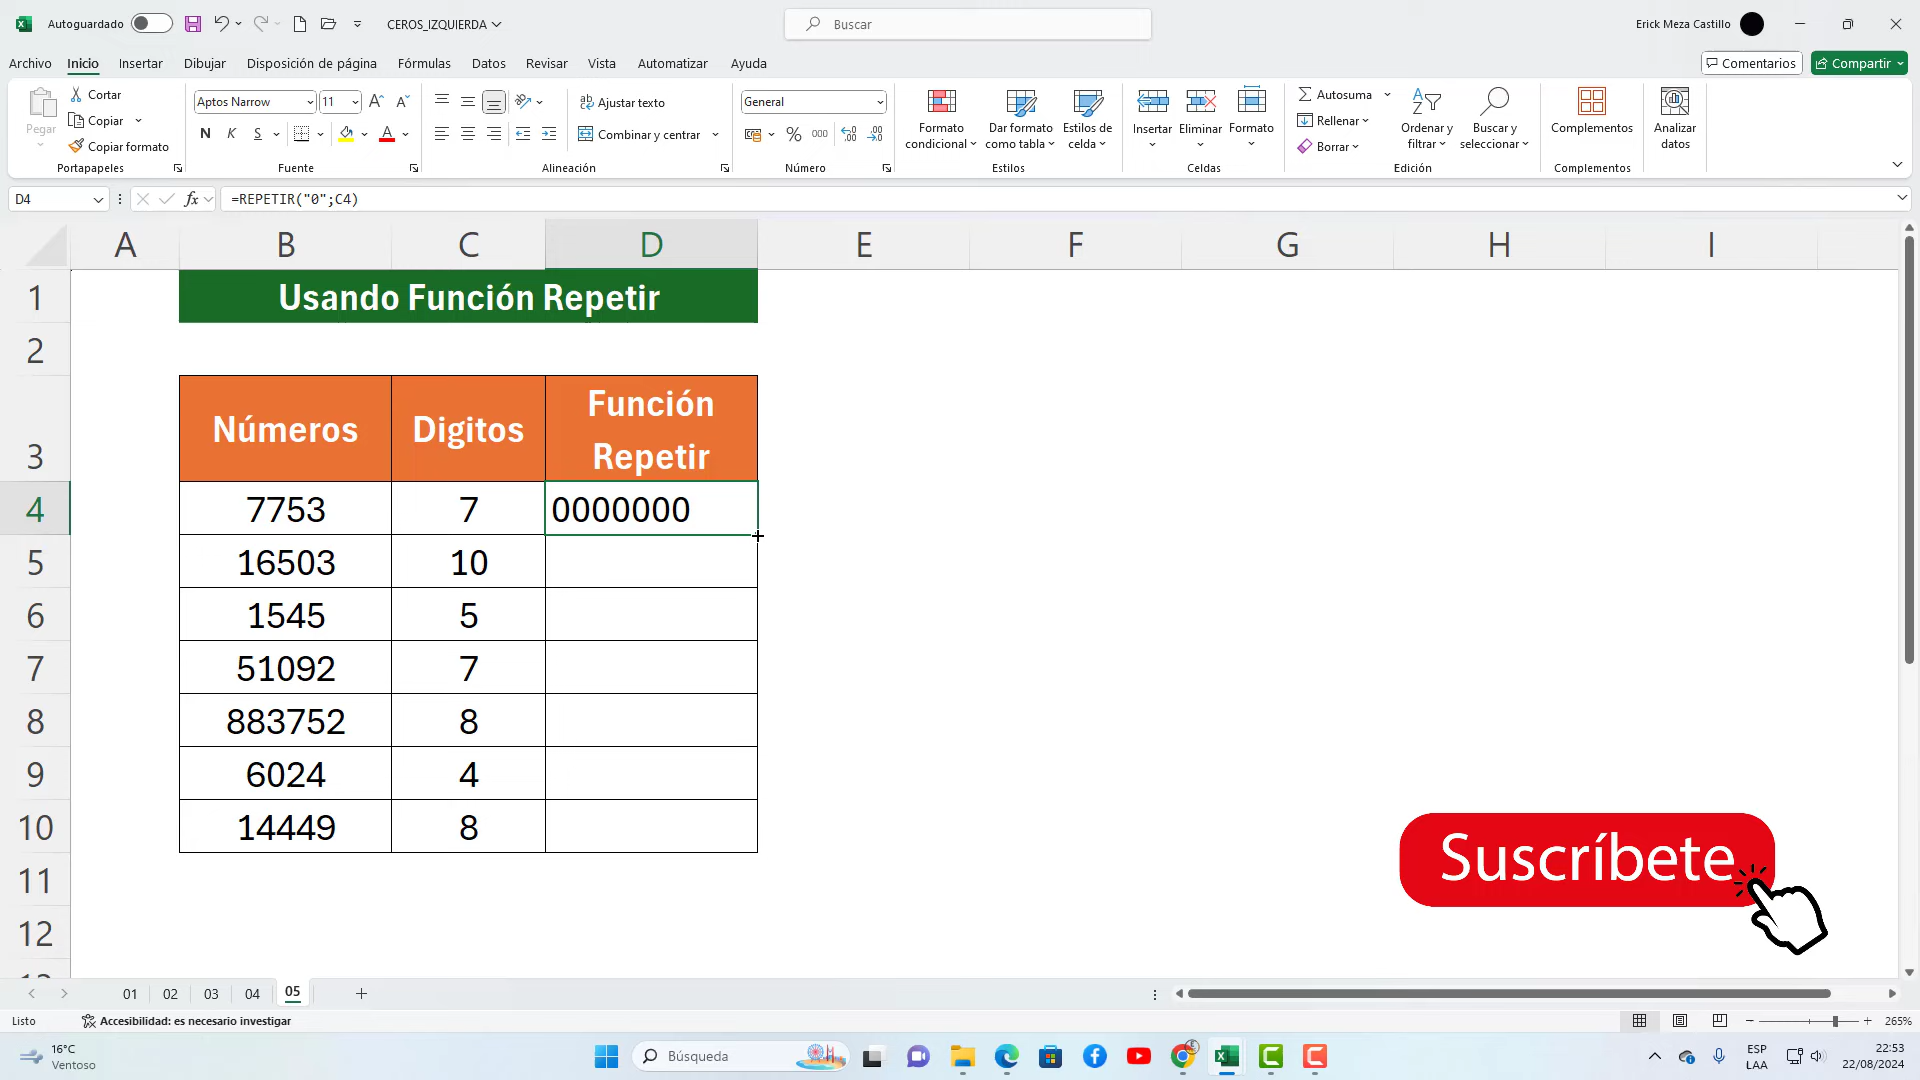 Autoguardado
CEROS_IZQUIERDA
Buscar
Erick Meza Castillo
Archivo Inicio Insertar Dibujar Disposición de página Fórmulas Datos Revisar Vista Automatizar Ayuda
Comentarios Compartir
Pegar
Cortar
Copiar
Copiar formato
Portapapeles
Aptos Narrow 11
N K S
Fuente
Ajustar texto
Combinar y centrar
Alineación
General
% 000
Número
Formato condicional
Dar formato como tabla
Estilos de celda
Estilos
Insertar Eliminar Formato
Celdas
Autosuma
Rellenar
Borrar
Ordenar y filtrar
Buscar y seleccionar
Edición
Complementos
Complementos
Analizar datos
D4 fx =REPETIR("0";C4)
A B C D E F G H I
1 Usando Función Repetir
2
3 Números Digitos Función Repetir
4 7753 7 0000000
5 16503 10
6 1545 5
7 51092 7
8 883752 8
9 6024 4
10 14449 8
11
12
Suscríbete
01 02 03 04 05
Listo Accesibilidad: es necesario investigar 265%
16°C
Ventoso
Búsqueda
ESP
LAA
22:53
22/08/2024